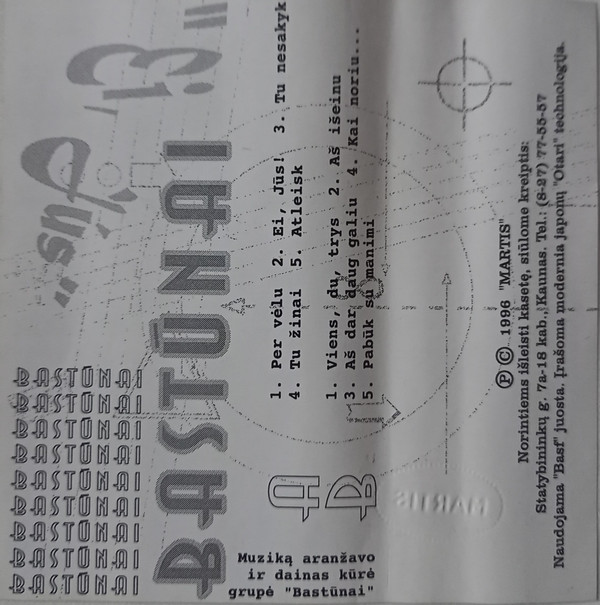 BASTŪNAI
BASTŪNAI
BASTŪNAI
BASTŪNAI
BASTŪNAI
BASTŪNAI
BASTŪNAI
BASTŪNAI
BASTŪNAI
"Ei,
Jūs"
BASTŪNAI
A
1. Per vėlu 2. Ei, Jūs! 3. Tu nesakyk
4. Tu žinai 5. Atleisk
B
1. Viens, du, trys 2. Aš išeinu
3. Aš dar daug galiu 4. Kai noriu...
5. Pabūk su manimi
Muziką aranžavo
ir dainas kūrė
grupė "Bastūnai"
MARTIS
Ⓟ © 1996 "MARTIS"
Norintiems išleisti kasetę, siūlome kreiptis:
Statybininkų g. 7a-18 kab., Kaunas. Tel.: (8-27) 77-55-57
Naudojama "Basf" juosta. Įrašoma modernia japonų "Otari" technologija.